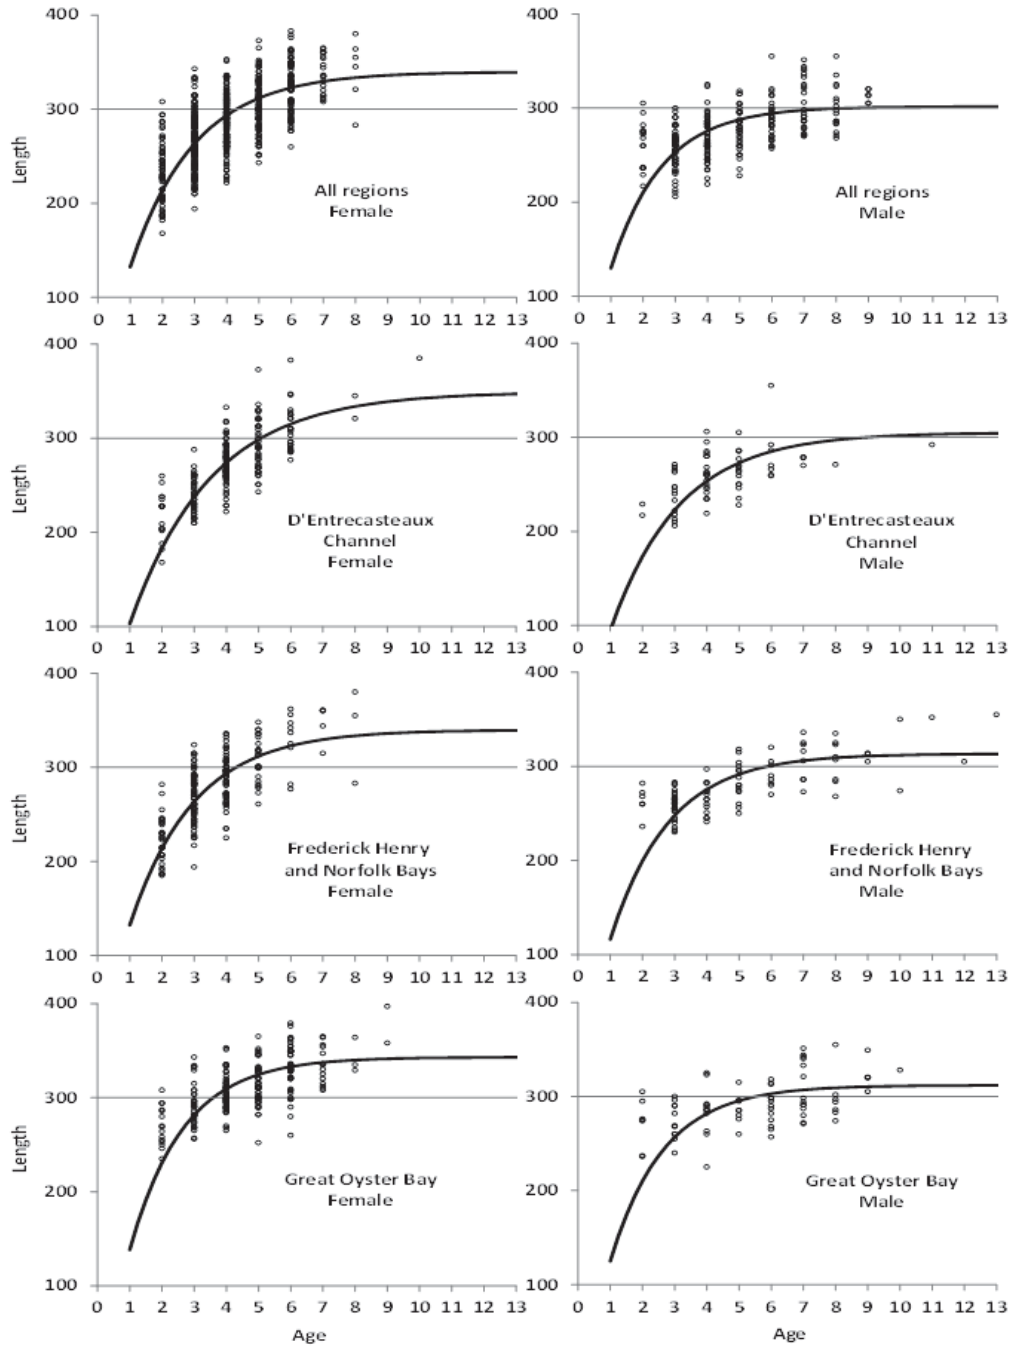 400
300
200
100
Length
0 1 2 3 4 5 6 7 8 9 10 11 12 13
All regions
Female
400
300
200
100
0 1 2 3 4 5 6 7 8 9 10 11 12 13
All regions
Male
400
300
200
100
Length
0 1 2 3 4 5 6 7 8 9 10 11 12 13
D'Entrecasteaux
Channel
Female
400
300
200
100
0 1 2 3 4 5 6 7 8 9 10 11 12 13
D'Entrecasteaux
Channel
Male
400
300
200
100
Length
0 1 2 3 4 5 6 7 8 9 10 11 12 13
Frederick Henry
and Norfolk Bays
Female
400
300
200
100
0 1 2 3 4 5 6 7 8 9 10 11 12 13
Frederick Henry
and Norfolk Bays
Male
400
300
200
100
Length
0 1 2 3 4 5 6 7 8 9 10 11 12 13
Age
Great Oyster Bay
Female
400
300
200
100
0 1 2 3 4 5 6 7 8 9 10 11 12 13
Age
Great Oyster Bay
Male